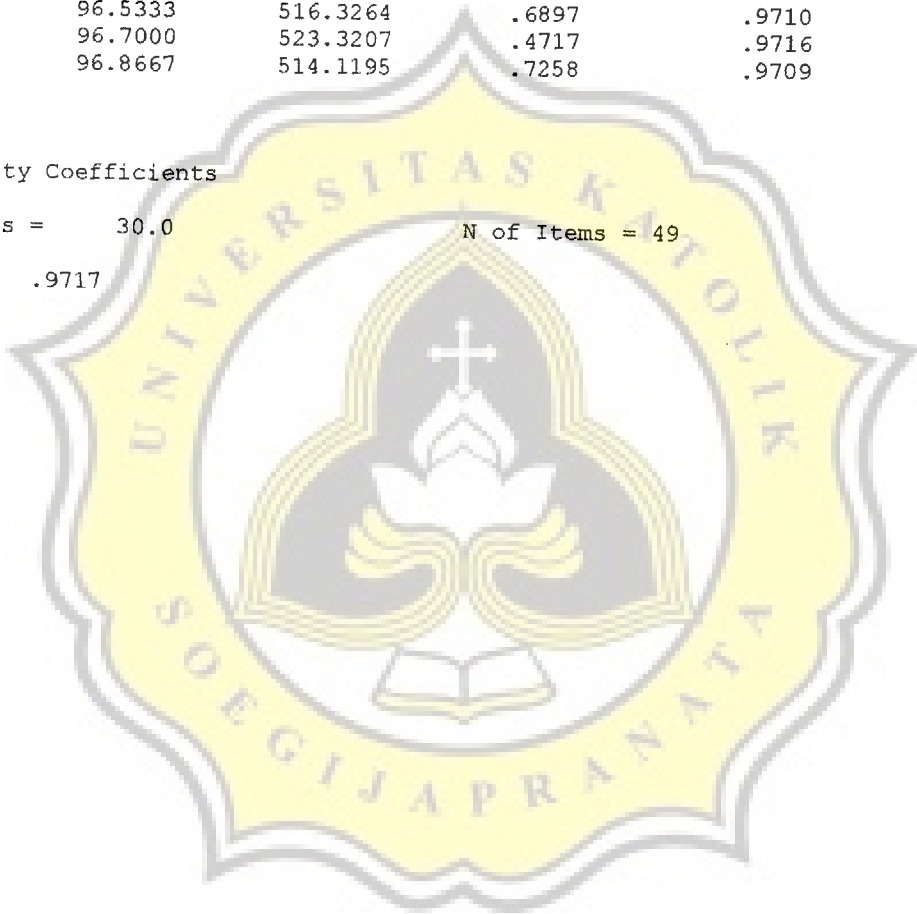 96.5333 516.3264 .6897 .9710
96.7000 523.3207 .4717 .9716
96.8667 514.1195 .7258 .9709
ty Coefficients
s = 30.0 N of Items = 49
.9717
UNIVERSITAS KATOLIK
SOEGIJAPRANATA